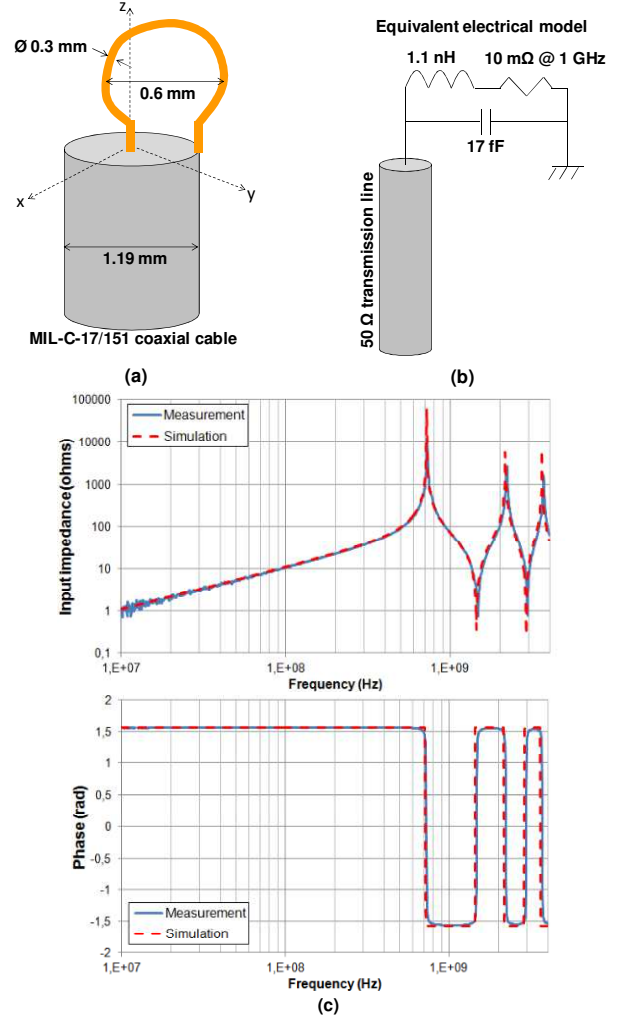 z
Ø 0.3 mm
0.6 mm
x
y
1.19 mm
MIL-C-17/151 coaxial cable
(a)
Equivalent electrical model
1.1 nH
10 mΩ @ 1 GHz
17 fF
50 Ω transmission line
(b)
Input Impedance (ohms)
100000
10000
1000
100
10
1
0,1
Measurement
Simulation
1,E+07
1,E+08
1,E+09
Frequency (Hz)
Phase (rad)
2
1,5
1
0,5
0
-0,5
-1
-1,5
-2
Measurement
Simulation
1,E+07
1,E+08
1,E+09
Frequency (Hz)
(c)